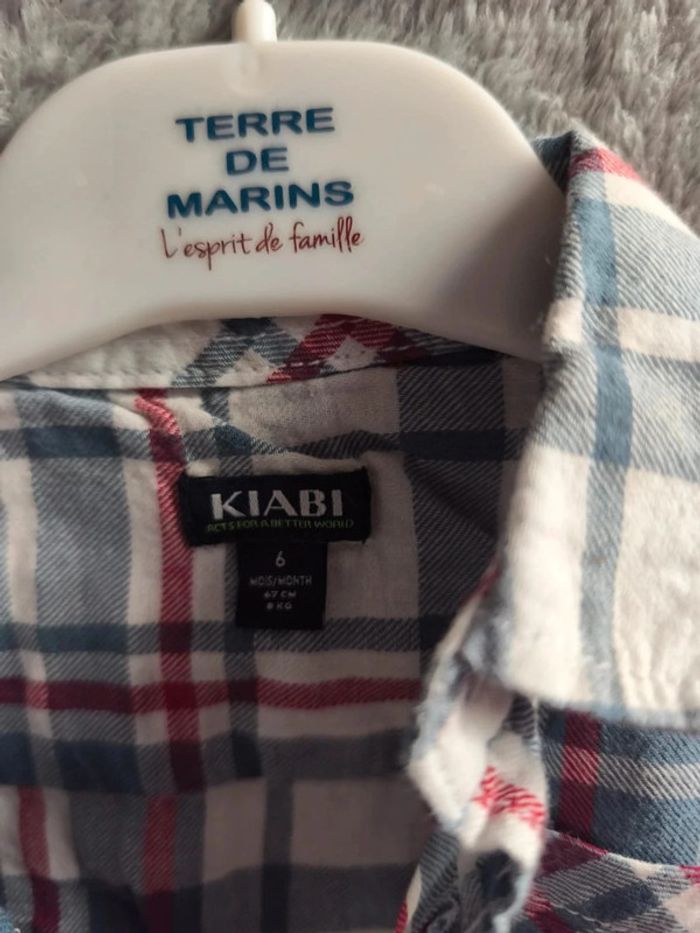 TERRE
DE
MARINS
L'esprit de famille
KIABI
ACTS FOR A BETTER WORLD
6
MOIS/MONTH
67 CM
8 KG